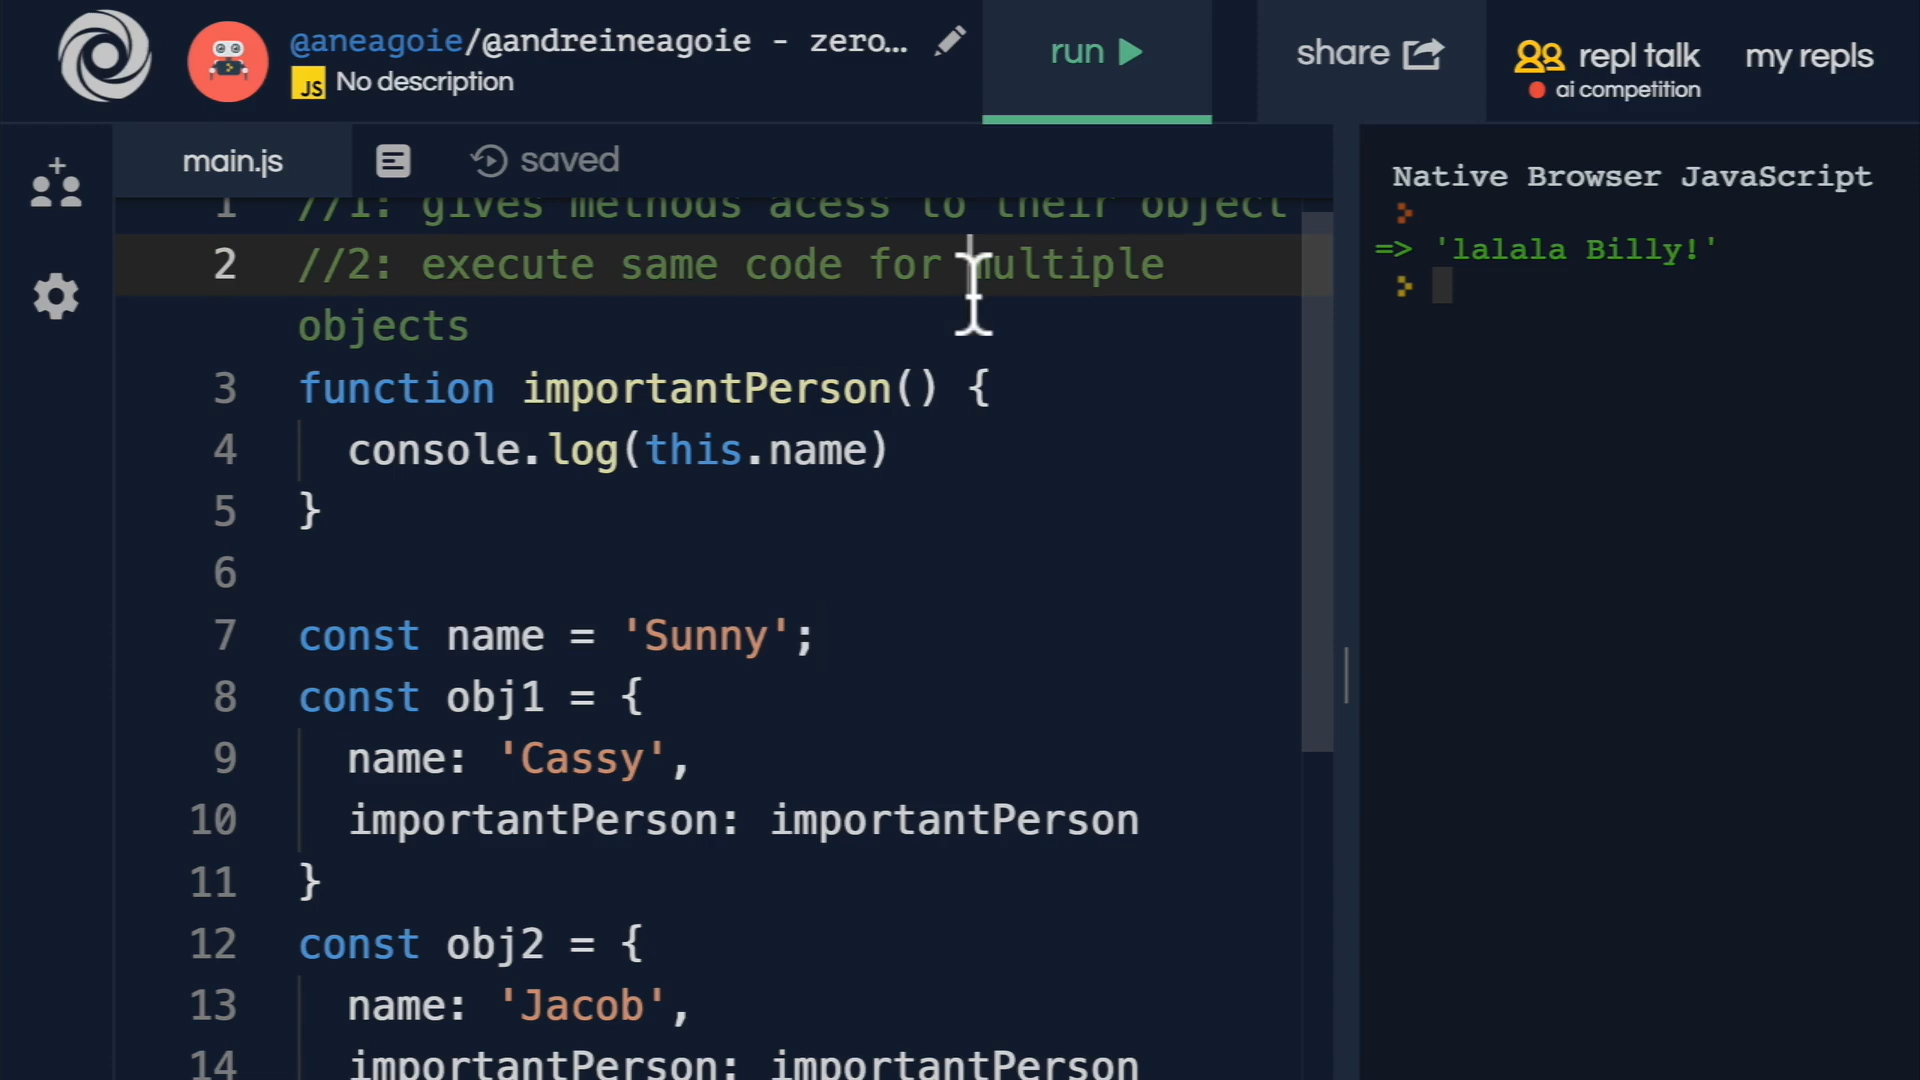 @aneagoie/@andreineagoie - zero...
JS No description
run
share
repl talk
ai competition
my repls
main.js
saved
1 //1: gives methods acess to their object
2 //2: execute same code for multiple
objects
3 function importantPerson() {
4 console.log(this.name)
5 }
6
7 const name = 'Sunny';
8 const obj1 = {
9 name: 'Cassy',
10 importantPerson: importantPerson
11 }
12 const obj2 = {
13 name: 'Jacob',
14 importantPerson: importantPerson
Native Browser JavaScript
=> 'lalala Billy!'